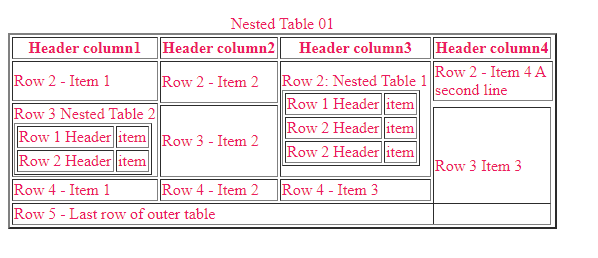 Nested Table 01
Header column1 Header column2 Header column3 Header column4
Row 2 - Item 1
Row 2 - Item 2
Row 2: Nested Table 1
Row 1 Header item
Row 2 Header item
Row 2 Header item
Row 2 - Item 4 A
second line
Row 3 Nested Table 2
Row 1 Header item
Row 2 Header item
Row 3 - Item 2
Row 3 Item 3
Row 4 - Item 1 Row 4 - Item 2 Row 4 - Item 3
Row 5 - Last row of outer table